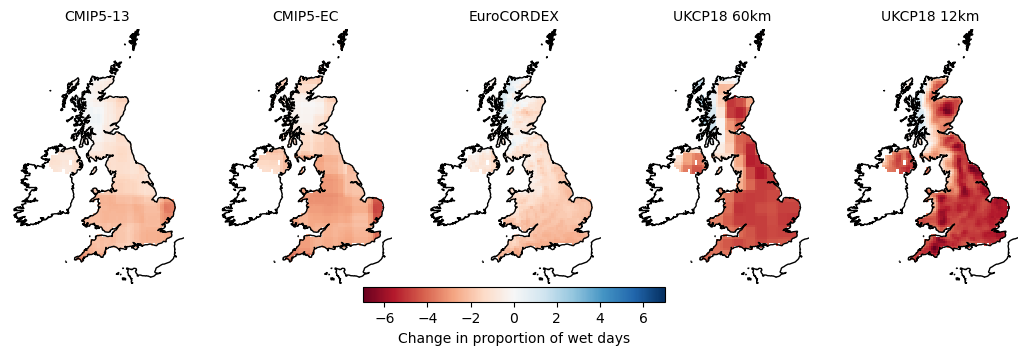 CMIP5-13 CMIP5-EC EuroCORDEX UKCP18 60km UKCP18 12km
−6 −4 −2 0 2 4 6
Change in proportion of wet days